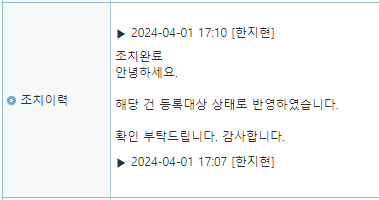 ▶ 2024-04-01 17:10 [한지현]
조치완료
안녕하세요.
조치이력
해당 건 등록대상 상태로 반영하였습니다.
확인 부탁드립니다. 감사합니다.
▶ 2024-04-01 17:07 [한지현]